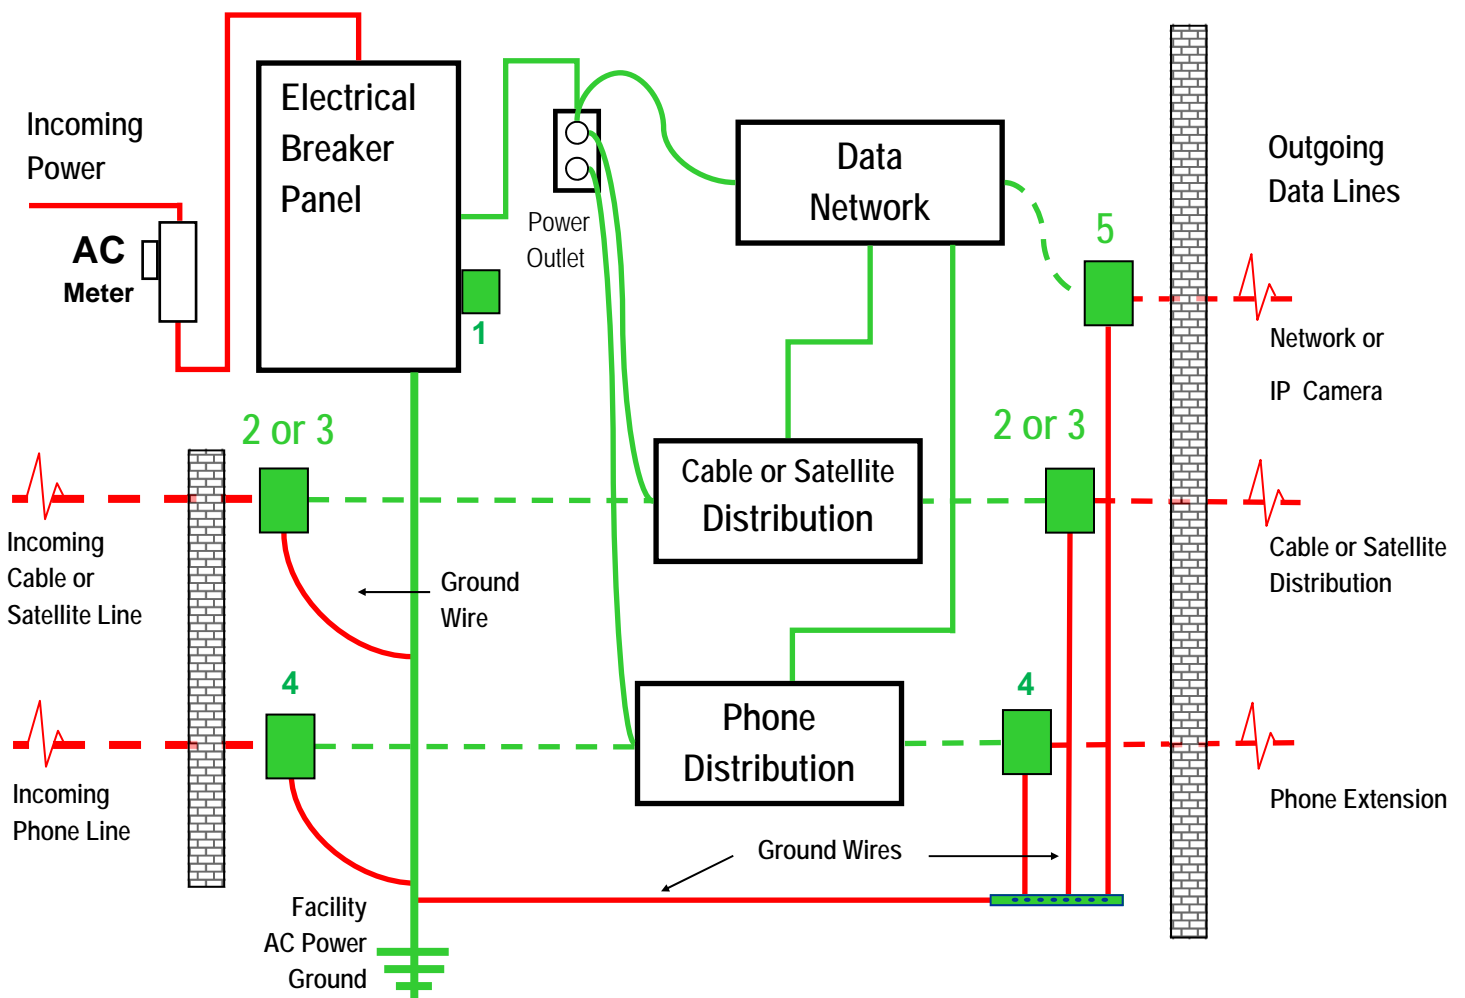 Incoming
Power
AC
Meter
Electrical
Breaker
Panel
1
Power
Outlet
Data
Network
5
Outgoing
Data Lines
Network or
IP Camera
2 or 3
Incoming
Cable or
Satellite Line
Ground
Wire
Cable or Satellite
Distribution
2 or 3
Cable or Satellite
Distribution
4
Incoming
Phone Line
Phone
Distribution
4
Phone Extension
Ground Wires
Facility
AC Power
Ground